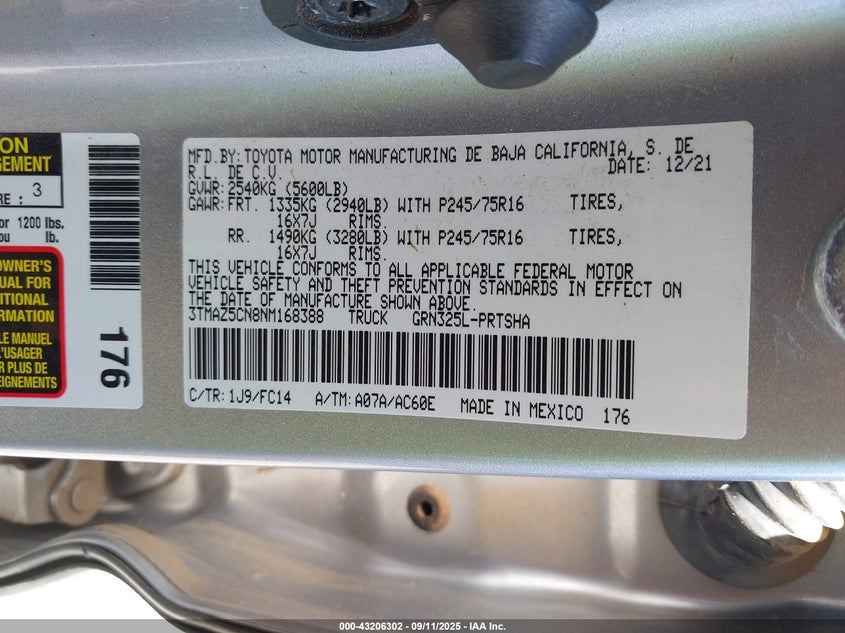 ON
GEMENT
RE : 3
or 1200 lbs.
ou lb.
OWNER'S
UAL FOR
ITIONAL
RMATION
LE MANUEL
L'USAGER
R PLUS DE
EIGNEMENTS
176
MFD.BY:TOYOTA MOTOR MANUFACTURING DE BAJA CALIFORNIA, S. DE
R.L. DE C.V. DATE: 12/21
GVWR:2540KG (5600LB)
GAWR:FRT. 1335KG (2940LB) WITH P245/75R16 TIRES,
16X7J RIMS.
RR. 1490KG (3280LB) WITH P245/75R16 TIRES,
16X7J RIMS.
THIS VEHICLE CONFORMS TO ALL APPLICABLE FEDERAL MOTOR
VEHICLE SAFETY AND THEFT PREVENTION STANDARDS IN EFFECT ON
THE DATE OF MANUFACTURE SHOWN ABOVE.
3TMAZ5CN8NM168388 TRUCK GRN325L-PRTSHA
C/TR:1J9/FC14 A/TM:A07A/AC60E MADE IN MEXICO 176
000-43206302 - 09/11/2025 - IAA Inc.